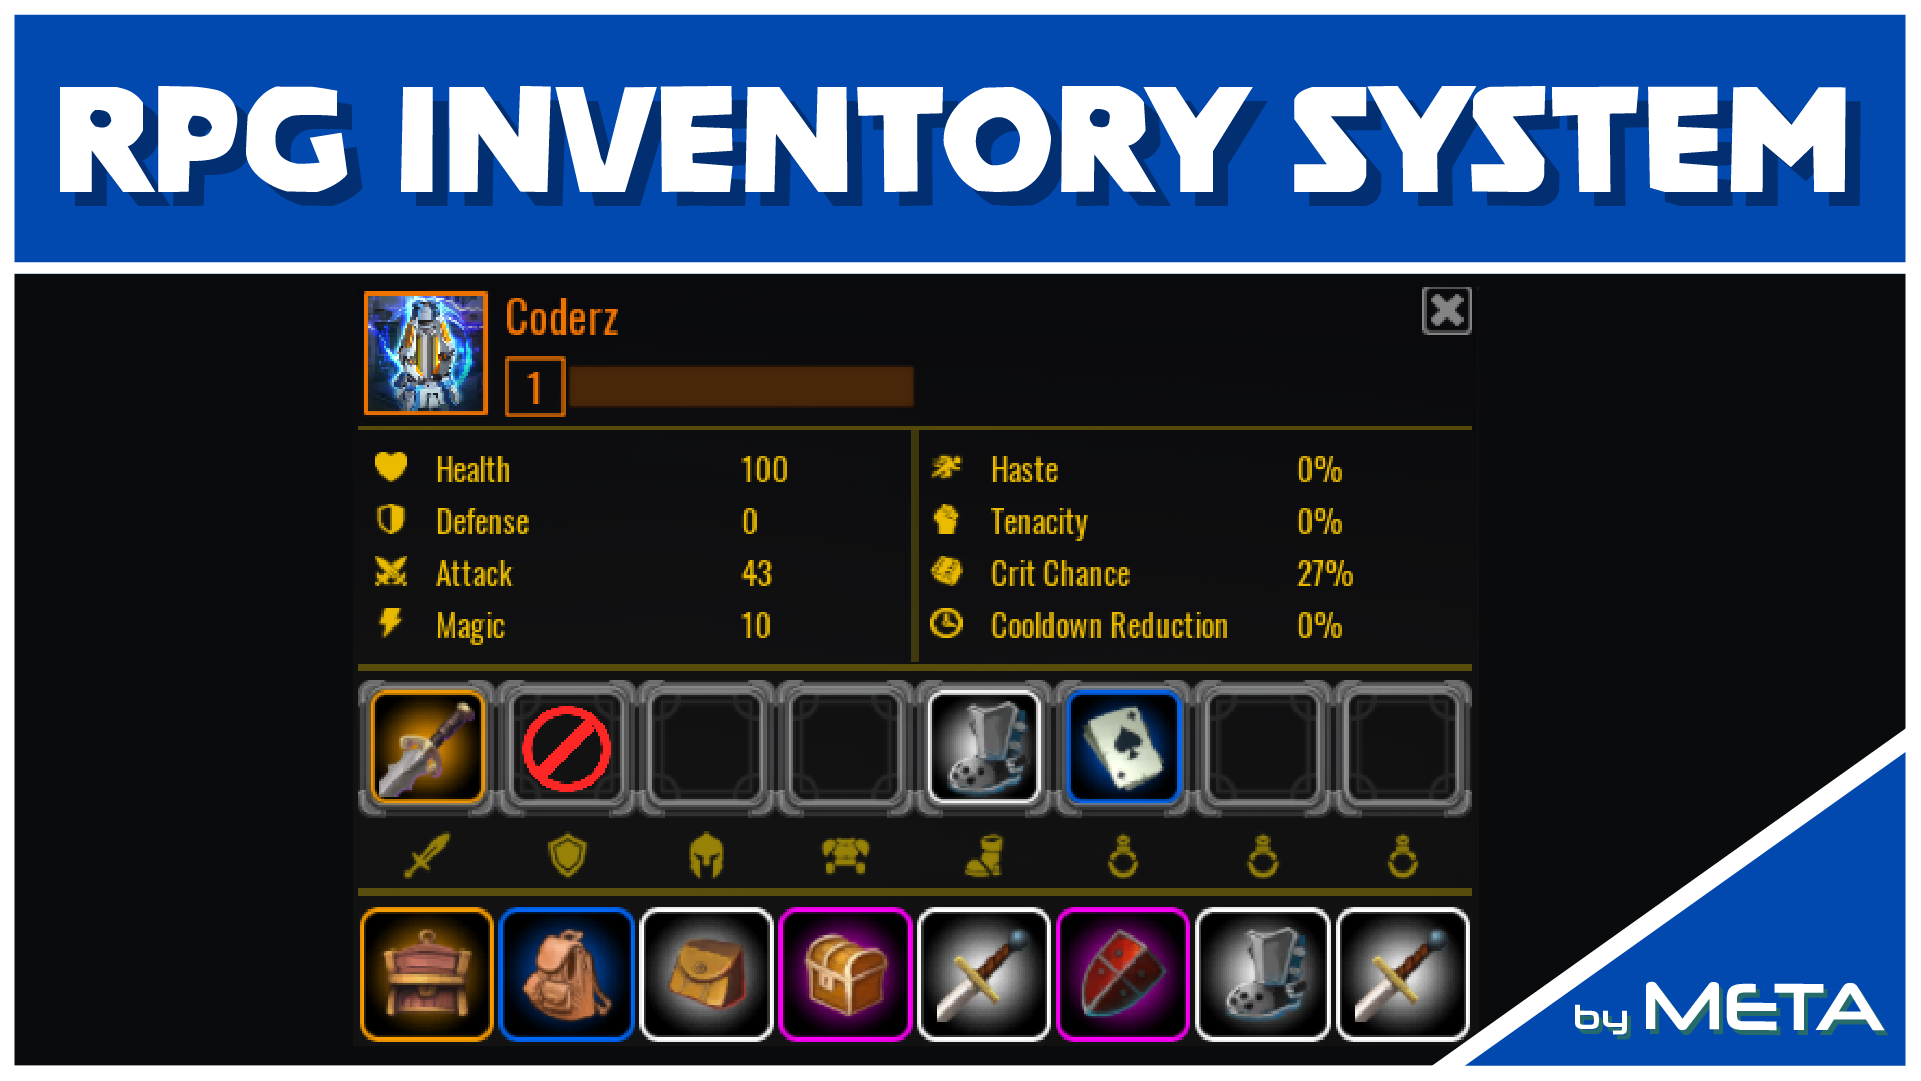 RPG INVENTORY SYSTEM
Coderz
1
Health 100
Defense 0
Attack 43
Magic 10
Haste 0%
Tenacity 0%
Crit Chance 27%
Cooldown Reduction 0%
by META